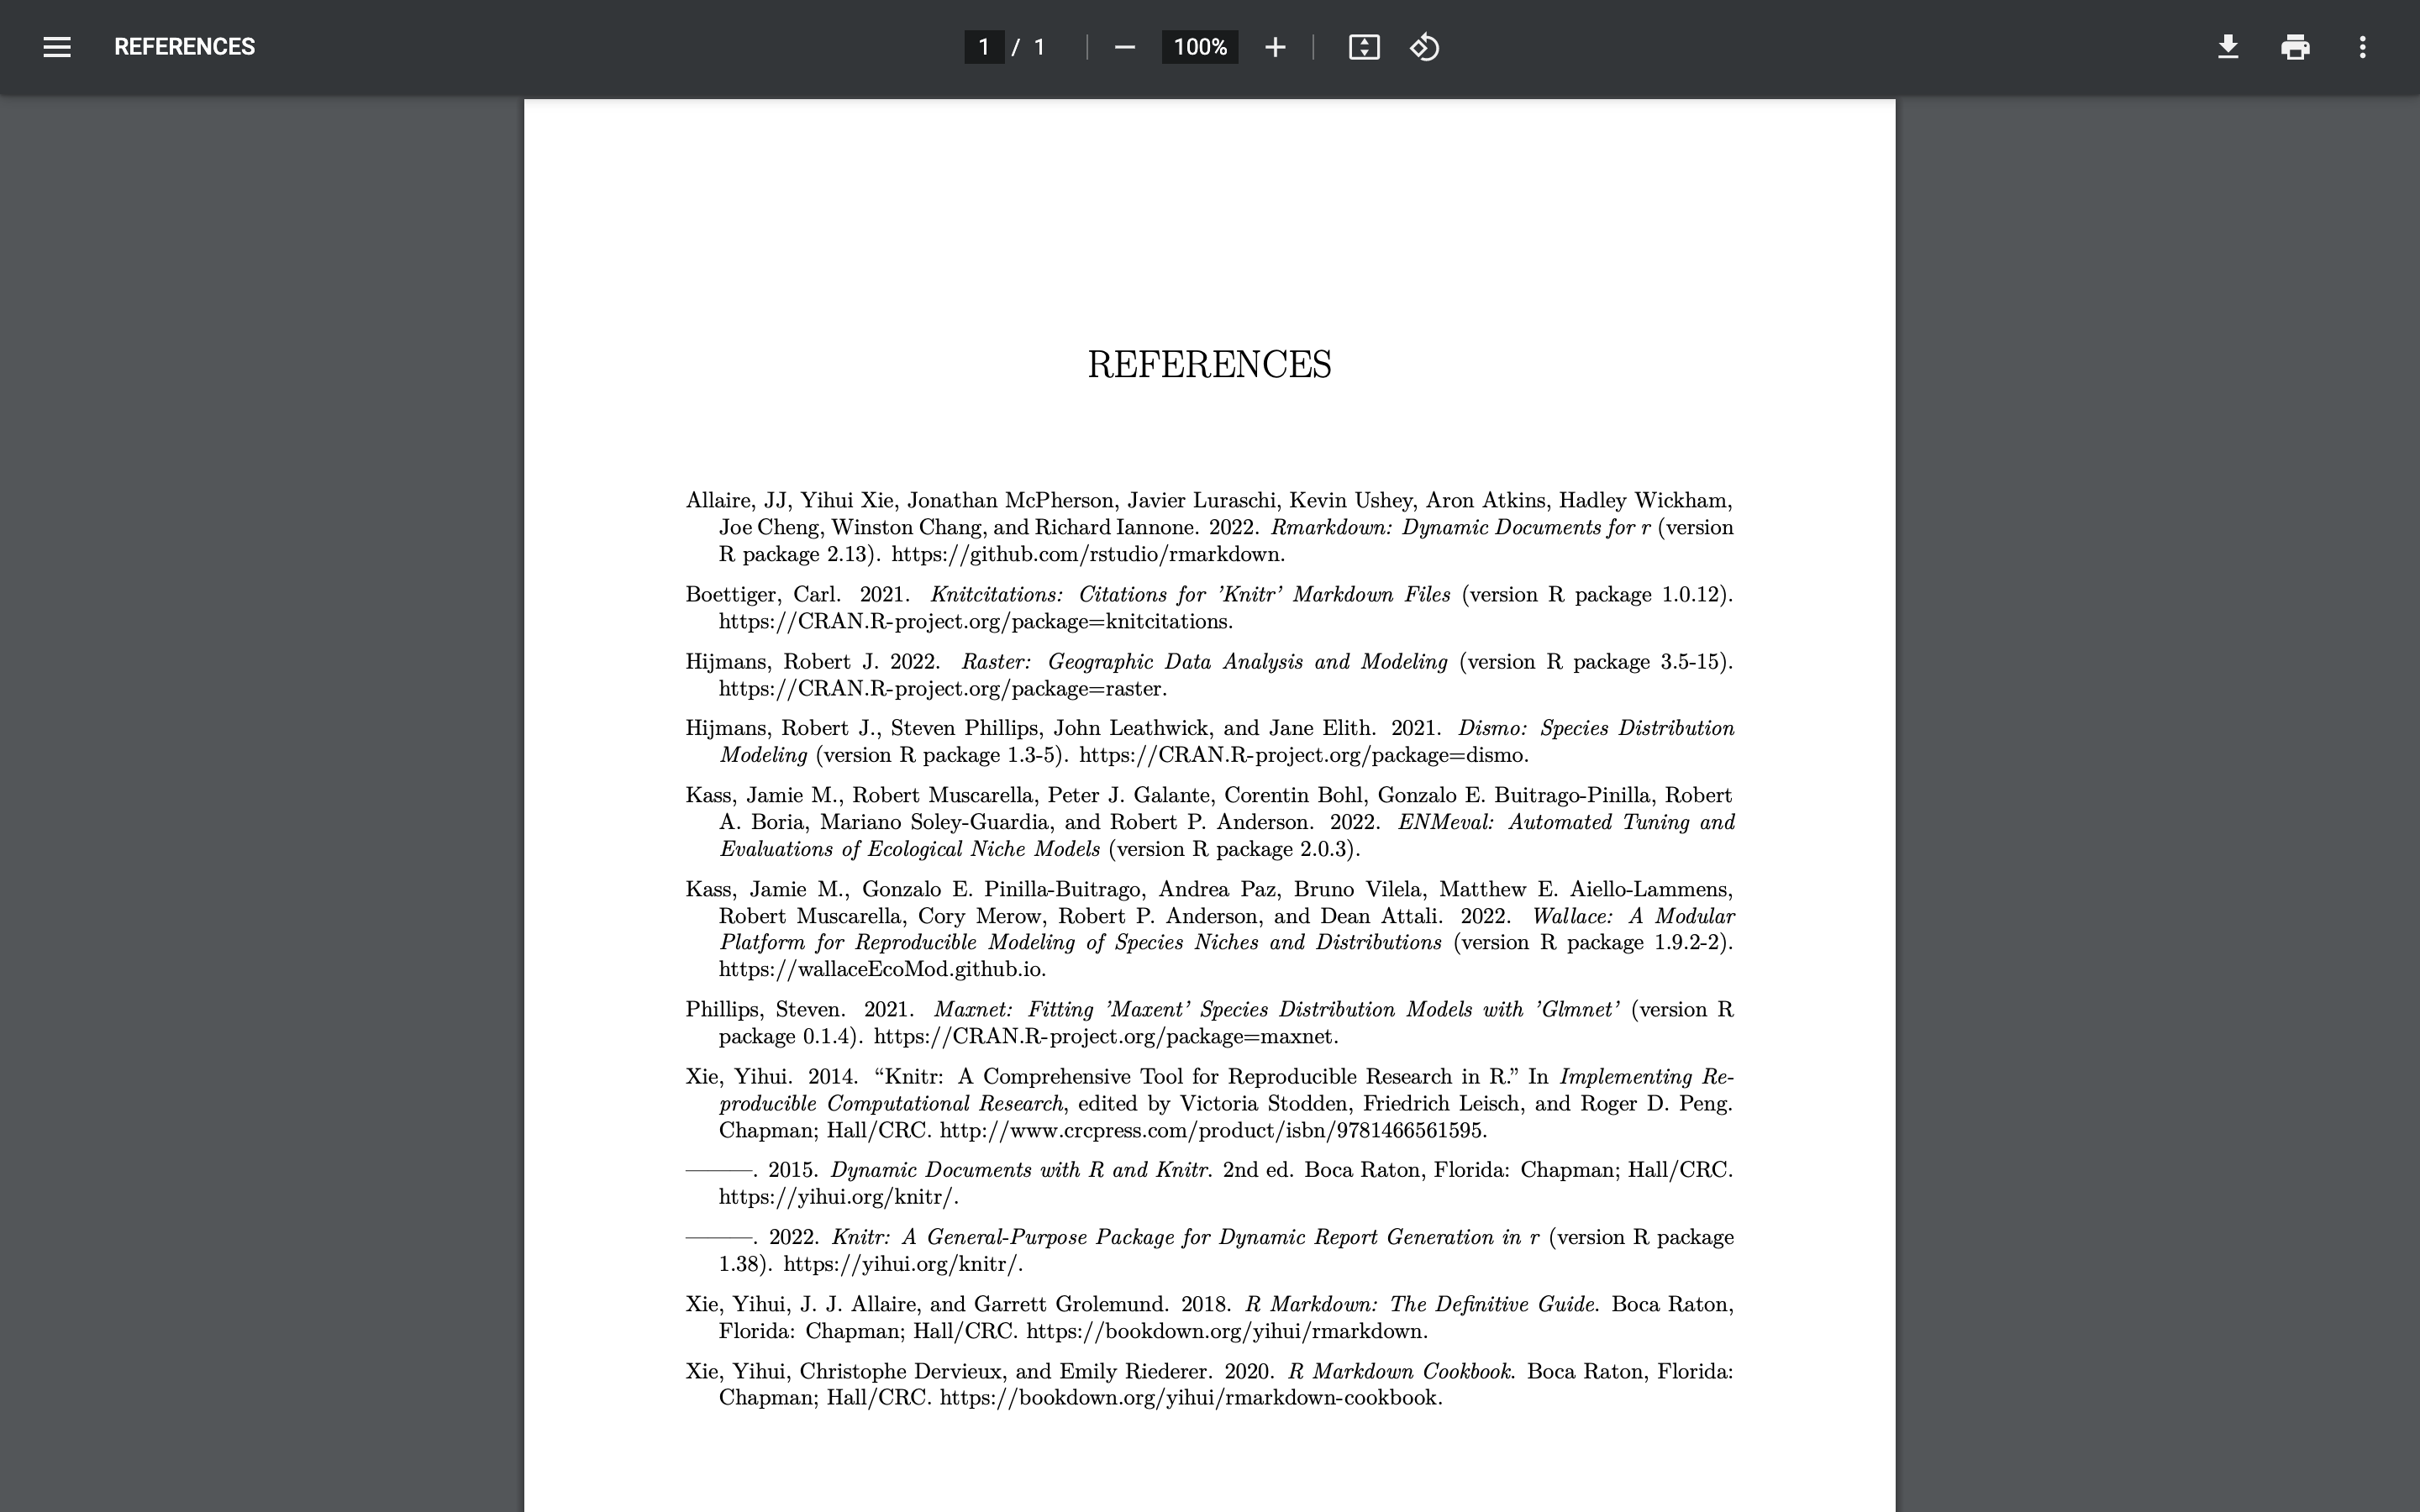 REFERENCES
1 / 1
100%
REFERENCES
Allaire, JJ, Yihui Xie, Jonathan McPherson, Javier Luraschi, Kevin Ushey, Aron Atkins, Hadley Wickham,
Joe Cheng, Winston Chang, and Richard Iannone. 2022. Rmarkdown: Dynamic Documents for r (version
R package 2.13). https://github.com/rstudio/rmarkdown.
Boettiger, Carl. 2021. Knitcitations: Citations for ’Knitr’ Markdown Files (version R package 1.0.12).
https://CRAN.R-project.org/package=knitcitations.
Hijmans, Robert J. 2022. Raster: Geographic Data Analysis and Modeling (version R package 3.5-15).
https://CRAN.R-project.org/package=raster.
Hijmans, Robert J., Steven Phillips, John Leathwick, and Jane Elith. 2021. Dismo: Species Distribution
Modeling (version R package 1.3-5). https://CRAN.R-project.org/package=dismo.
Kass, Jamie M., Robert Muscarella, Peter J. Galante, Corentin Bohl, Gonzalo E. Buitrago-Pinilla, Robert
A. Boria, Mariano Soley-Guardia, and Robert P. Anderson. 2022. ENMeval: Automated Tuning and
Evaluations of Ecological Niche Models (version R package 2.0.3).
Kass, Jamie M., Gonzalo E. Pinilla-Buitrago, Andrea Paz, Bruno Vilela, Matthew E. Aiello-Lammens,
Robert Muscarella, Cory Merow, Robert P. Anderson, and Dean Attali. 2022. Wallace: A Modular
Platform for Reproducible Modeling of Species Niches and Distributions (version R package 1.9.2-2).
https://wallaceEcoMod.github.io.
Phillips, Steven. 2021. Maxnet: Fitting ’Maxent’ Species Distribution Models with ’Glmnet’ (version R
package 0.1.4). https://CRAN.R-project.org/package=maxnet.
Xie, Yihui. 2014. “Knitr: A Comprehensive Tool for Reproducible Research in R.” In Implementing Re-
producible Computational Research, edited by Victoria Stodden, Friedrich Leisch, and Roger D. Peng.
Chapman; Hall/CRC. http://www.crcpress.com/product/isbn/9781466561595.
———. 2015. Dynamic Documents with R and Knitr. 2nd ed. Boca Raton, Florida: Chapman; Hall/CRC.
https://yihui.org/knitr/.
———. 2022. Knitr: A General-Purpose Package for Dynamic Report Generation in r (version R package
1.38). https://yihui.org/knitr/.
Xie, Yihui, J. J. Allaire, and Garrett Grolemund. 2018. R Markdown: The Definitive Guide. Boca Raton,
Florida: Chapman; Hall/CRC. https://bookdown.org/yihui/rmarkdown.
Xie, Yihui, Christophe Dervieux, and Emily Riederer. 2020. R Markdown Cookbook. Boca Raton, Florida:
Chapman; Hall/CRC. https://bookdown.org/yihui/rmarkdown-cookbook.